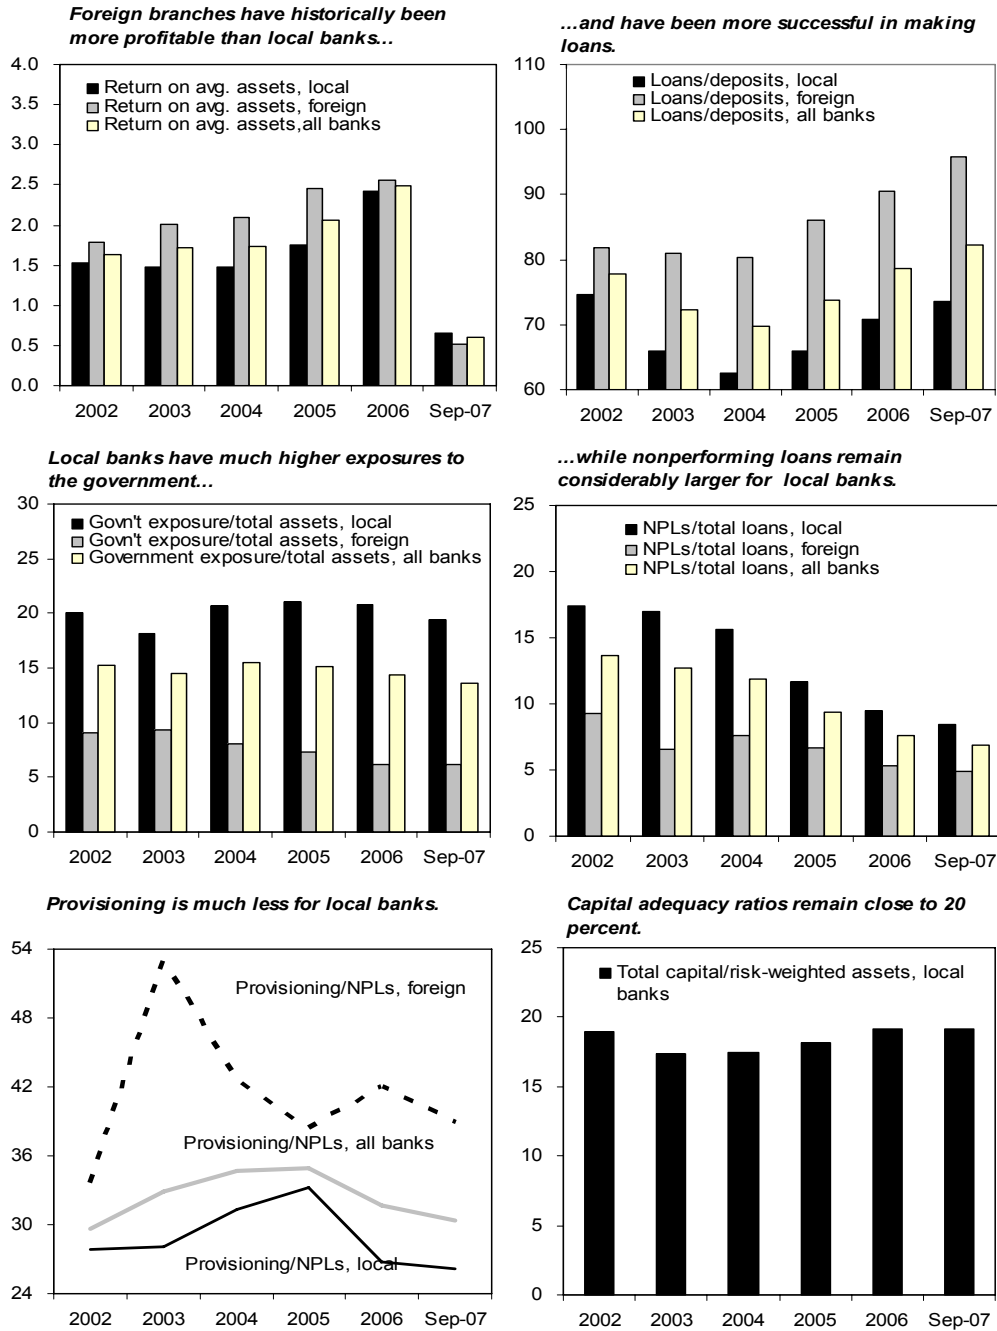 Foreign branches have historically been
more profitable than local banks...
4.0
3.5
3.0
2.5
2.0
1.5
1.0
0.5
0.0
Return on avg. assets, local
Return on avg. assets, foreign
Return on avg. assets,all banks
2002 2003 2004 2005 2006 Sep-07
...and have been more successful in making
loans.
110
100
90
80
70
60
Loans/deposits, local
Loans/deposits, foreign
Loans/deposits, all banks
2002 2003 2004 2005 2006 Sep-07
Local banks have much higher exposures to
the government...
30
25
20
15
10
5
0
Govn't exposure/total assets, local
Govn't exposure/total assets, foreign
Government exposure/total assets, all banks
2002 2003 2004 2005 2006 Sep-07
...while nonperforming loans remain
considerably larger for local banks.
25
20
15
10
5
0
NPLs/total loans, local
NPLs/total loans, foreign
NPLs/total loans, all banks
2002 2003 2004 2005 2006 Sep-07
Provisioning is much less for local banks.
54
48
42
36
30
24
Provisioning/NPLs, foreign
Provisioning/NPLs, all banks
Provisioning/NPLs, local
2002 2003 2004 2005 2006 Sep-07
Capital adequacy ratios remain close to 20
percent.
25
20
15
10
5
0
Total capital/risk-weighted assets, local
banks
2002 2003 2004 2005 2006 Sep-07